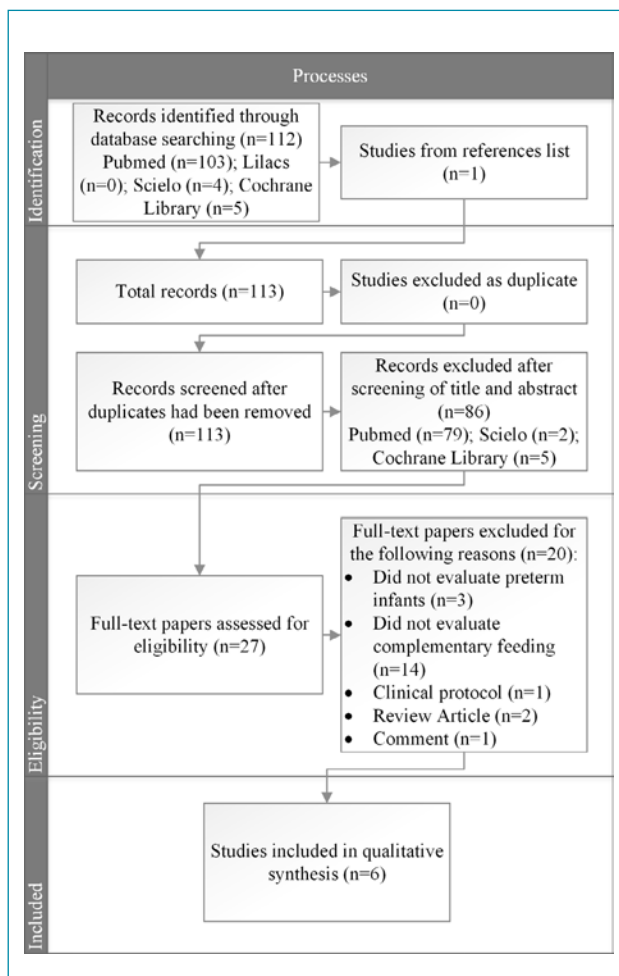 Processes
Identification
Records identified through
database searching (n=112)
Pubmed (n=103); Lilacs
(n=0); Scielo (n=4); Cochrane
Library (n=5)
Studies from references list
(n=1)
Screening
Total records (n=113)
Studies excluded as duplicate
(n=0)
Records screened after
duplicates had been removed
(n=113)
Records excluded after
screening of title and abstract
(n=86)
Pubmed (n=79); Scielo (n=2);
Cochrane Library (n=5)
Eligibility
Full-text papers assessed for
eligibility (n=27)
Full-text papers excluded for
the following reasons (n=20):
• Did not evaluate preterm
infants (n=3)
• Did not evaluate
complementary feeding
(n=14)
• Clinical protocol (n=1)
• Review Article (n=2)
• Comment (n=1)
Included
Studies included in qualitative
synthesis (n=6)